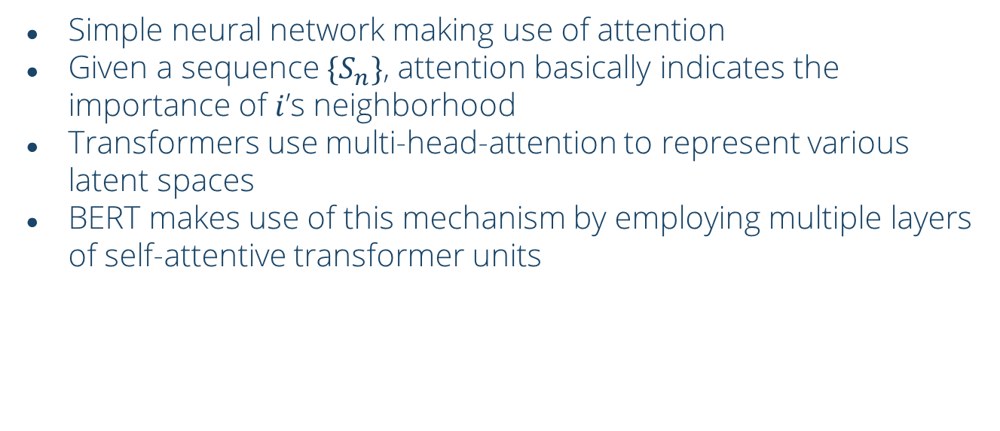 • Simple neural network making use of attention
• Given a sequence {Sₙ}, attention basically indicates the
importance of i's neighborhood
• Transformers use multi-head-attention to represent various
latent spaces
• BERT makes use of this mechanism by employing multiple layers
of self-attentive transformer units